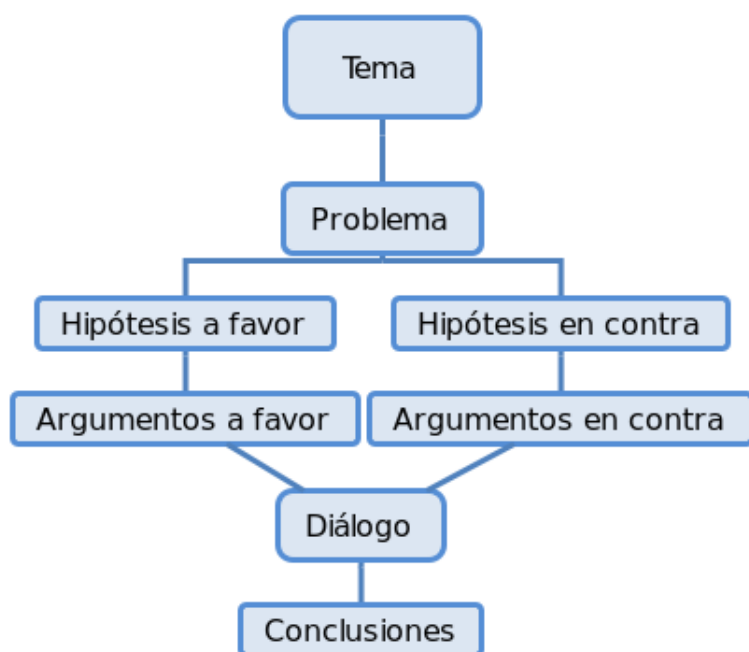 Tema
Problema
Hipótesis a favor
Hipótesis en contra
Argumentos a favor
Argumentos en contra
Diálogo
Conclusiones